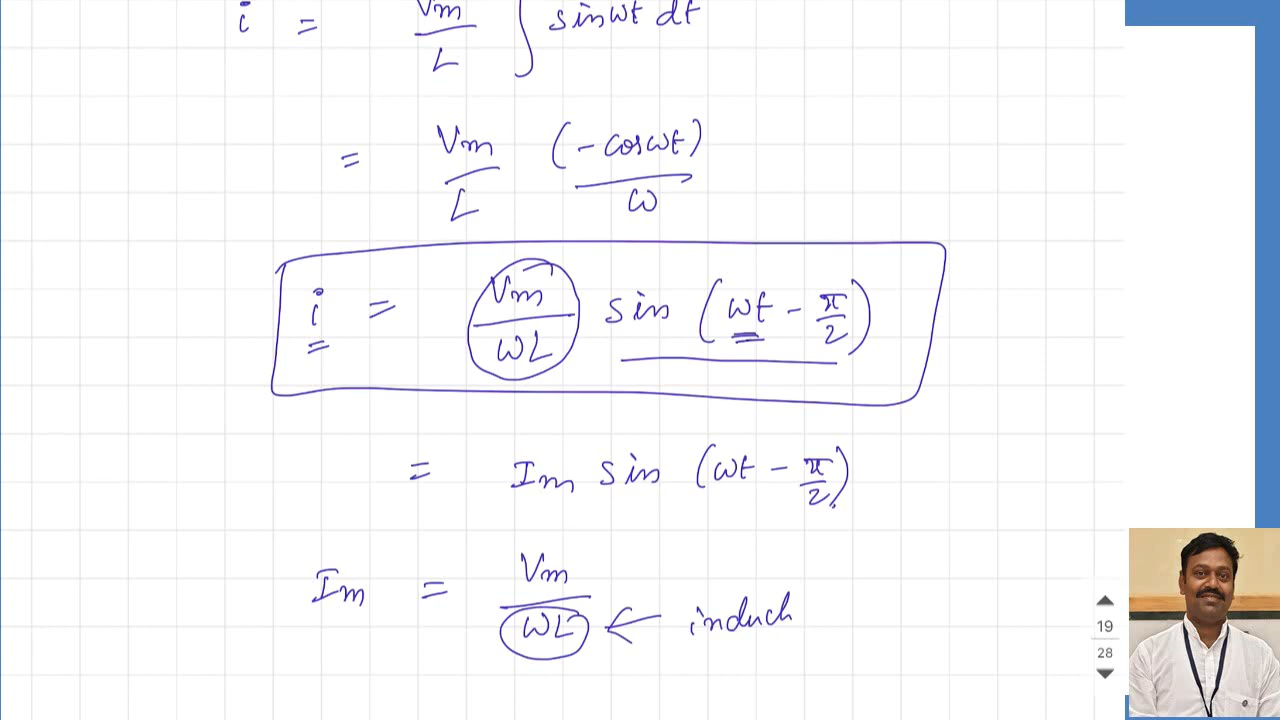 i = Vm/L ∫ sinωt dt
= Vm/L (-cosωt)/ω
i = Vm/ωL sin (ωt - π/2)
= Im sin (ωt - π/2)
Im = Vm/ωL ← induch
19
28